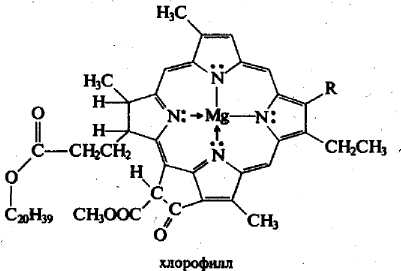 H₃C
H₃C
H
R
N:
Mg
N:
N
N
H
O
CH₂CH₂
CH₂CH₃
H
O
C₂₀H₃₉
CH₃OOC
C
C
O
CH₃
хлорофилл